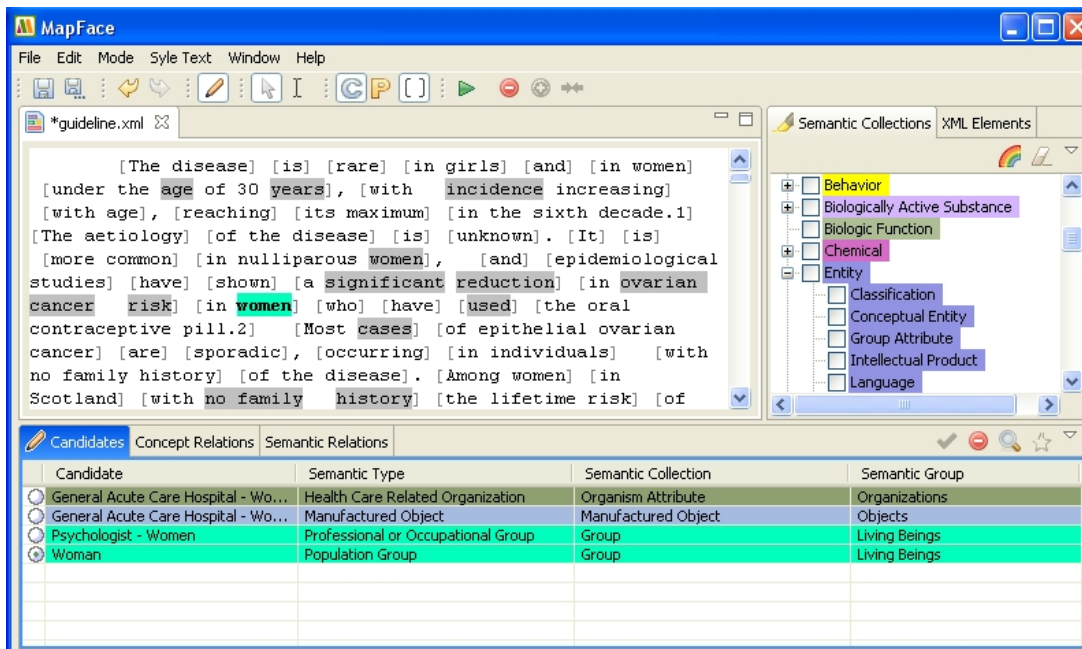 MapFace
File Edit Mode Syle Text Window Help
C P [ ]
*guideline.xml
[The disease] [is] [rare] [in girls] [and] [in women]
[under the age of 30 years], [with incidence increasing]
[with age], [reaching] [its maximum] [in the sixth decade.1]
[The aetiology] [of the disease] [is] [unknown]. [It] [is]
[more common] [in nulliparous women], [and] [epidemiological
studies] [have] [shown] [a significant reduction] [in ovarian
cancer risk] [in women] [who] [have] [used] [the oral
contraceptive pill.2] [Most cases] [of epithelial ovarian
cancer] [are] [sporadic], [occurring] [in individuals] [with
no family history] [of the disease]. [Among women] [in
Scotland] [with no family history] [the lifetime risk] [of
Semantic Collections XML Elements
Behavior
Biologically Active Substance
Biologic Function
Chemical
Entity
Classification
Conceptual Entity
Group Attribute
Intellectual Product
Language
Candidates Concept Relations Semantic Relations
Candidate Semantic Type Semantic Collection Semantic Group
General Acute Care Hospital - Wo... Health Care Related Organization Organism Attribute Organizations
General Acute Care Hospital - Wo... Manufactured Object Manufactured Object Objects
Psychologist - Women Professional or Occupational Group Group Living Beings
Woman Population Group Group Living Beings